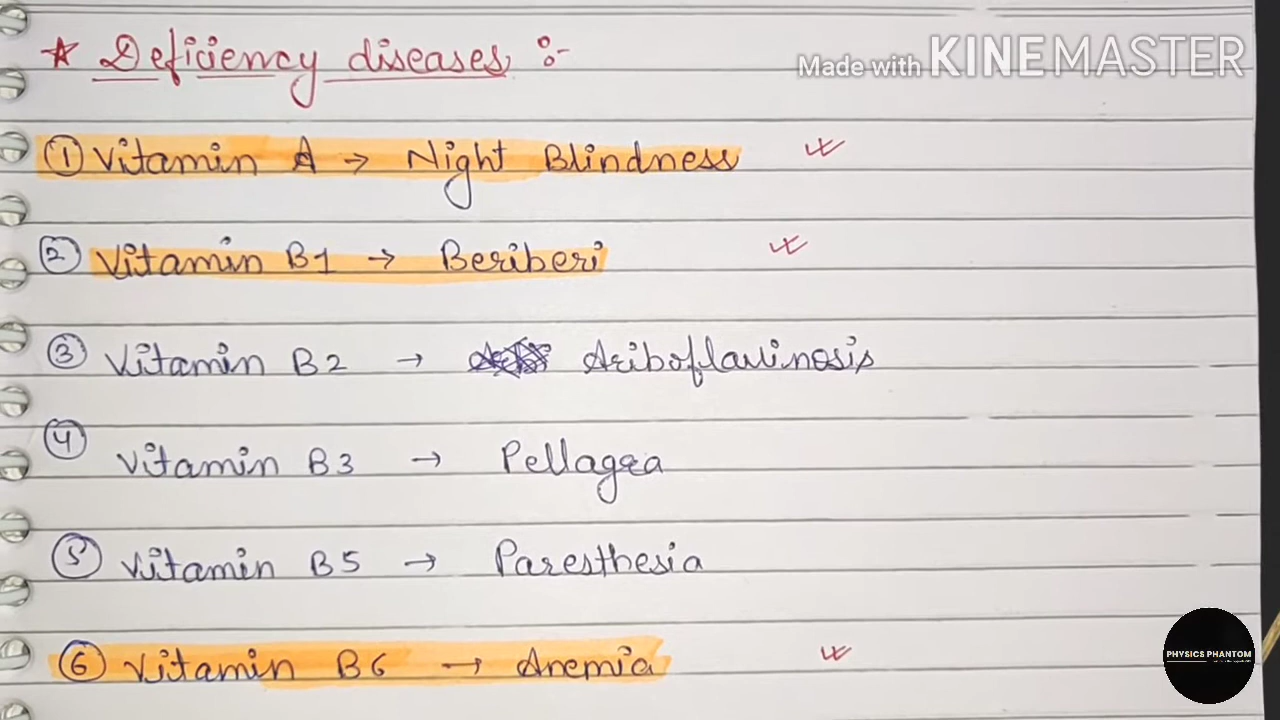 ★ Deficiency diseases :-
Made with KINEMASTER
① Vitamin A → Night Blindness
② Vitamin B1 → Beriberi
③ Vitamin B2 → Ariboflavinosis
④ Vitamin B3 → Pellagra
⑤ Vitamin B5 → Paresthesia
⑥ Vitamin B6 → Anemia
PHYSICS PHANTOM